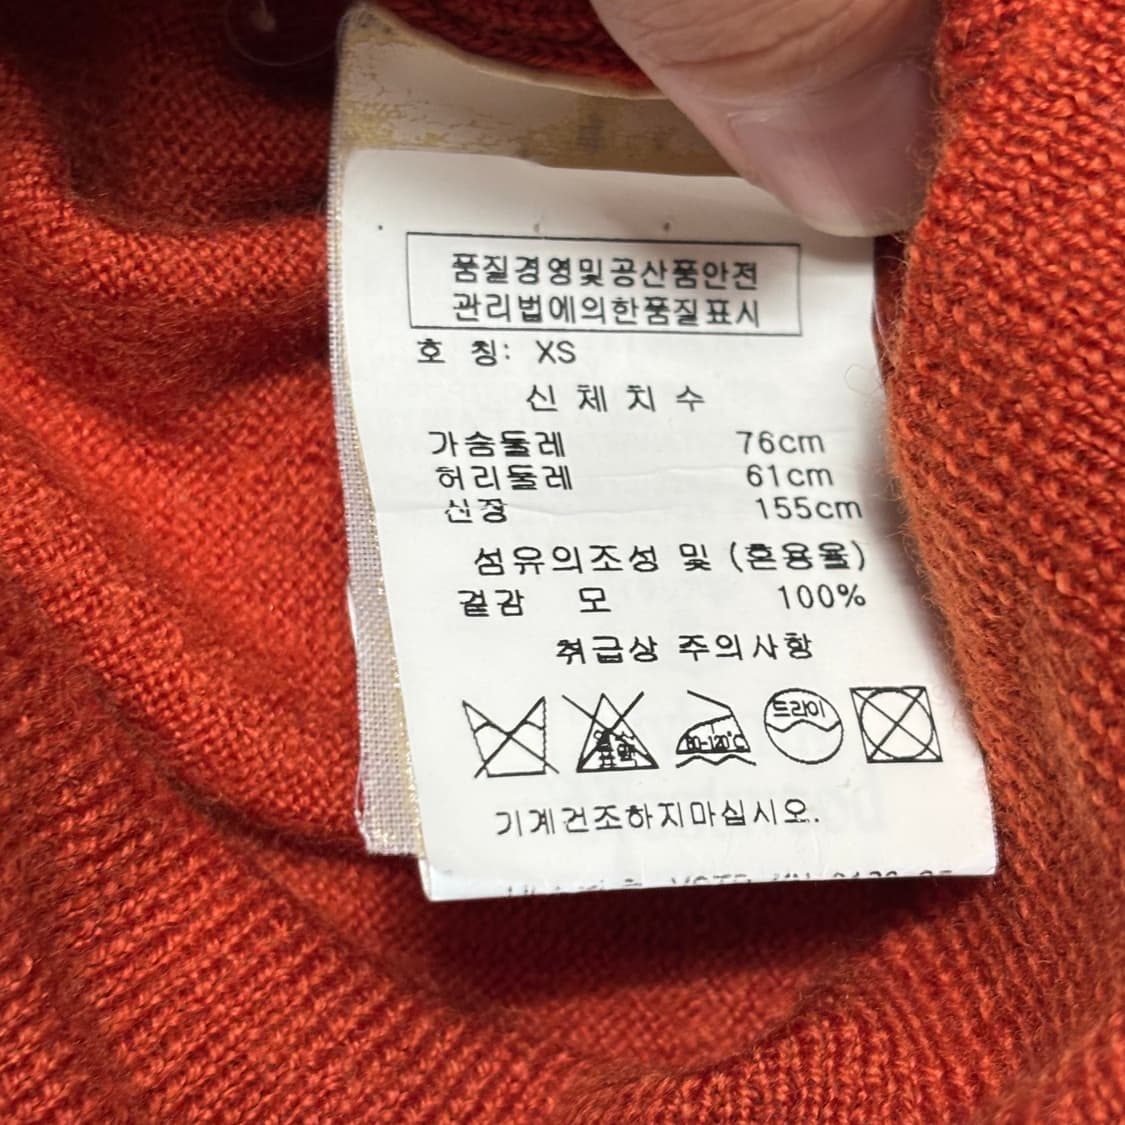 품질경영및공산품안전
관리법에의한품질표시
호 칭: XS
신 체 치 수
가슴둘레 76cm
허리둘레 61cm
신장 155cm
섬유의조성 및 (혼용율)
겉감 모 100%
취급상 주의사항
80-120℃ 드라이
기계건조하지마십시오.